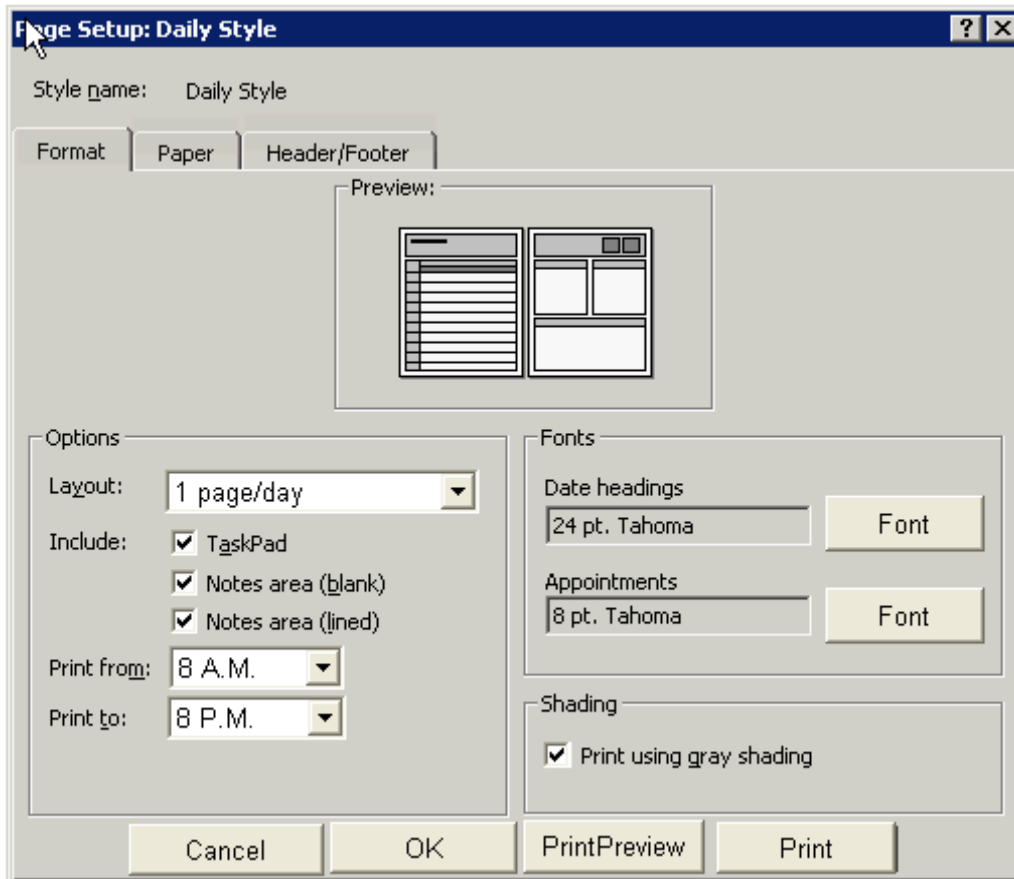 Page Setup: Daily Style
Style name: Daily Style
Format Paper Header/Footer
Preview:
Options
Layout: 1 page/day
Include: TaskPad
Notes area (blank)
Notes area (lined)
Print from: 8 A.M.
Print to: 8 P.M.
Fonts
Date headings
24 pt. Tahoma Font
Appointments
8 pt. Tahoma Font
Shading
Print using gray shading
Cancel OK PrintPreview Print